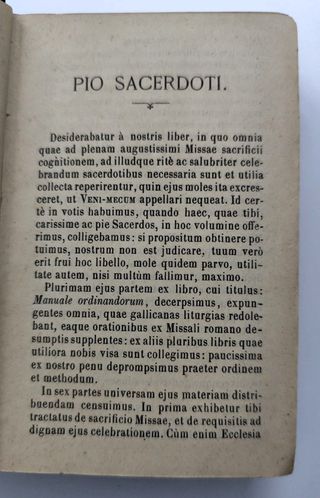 PIO SACERDOTI.
Desiderabatur à nostris liber, in quo omnia
quae ad plenam augustissimi Missae sacrificii
cognitionem, ad illudque ritè ac salubriter cele-
brandum sacerdotibus necessaria sunt et utilia
collecta reperirentur, quin ejus moles ita excres-
ceret, ut VENI-MECUM appellari nequeat. Id cer-
tè in votis habuimus, quando haec, quae tibi,
carissime ac pie Sacerdos, in hoc volumine offe-
rimus, colligebamus: si propositum obtinere po-
tuimus, nostrum non est judicare, tuum verò
erit frui hoc libello, mole quidem parvo, utili-
tate autem, nisi multùm fallimur, maximo.
Plurimam ejus partem ex libro, cui titulus:
Manuale ordinandorum, decerpsimus, expun-
gentes omnia, quae gallicanas liturgias redole-
bant, eaque orationibus ex Missali romano de-
sumptis supplentes: ex aliis pluribus libris quae
utiliora nobis visa sunt collegimus: paucissima
ex nostro penu deprompsimus praeter ordinem
et methodum.
In sex partes universam ejus materiam distri-
buendam censuimus. In prima exhibetur tibi
tractatus de sacrificio Missae, et de requisitis ad
dignam ejus celebrationem. Cùm enim Ecclesia